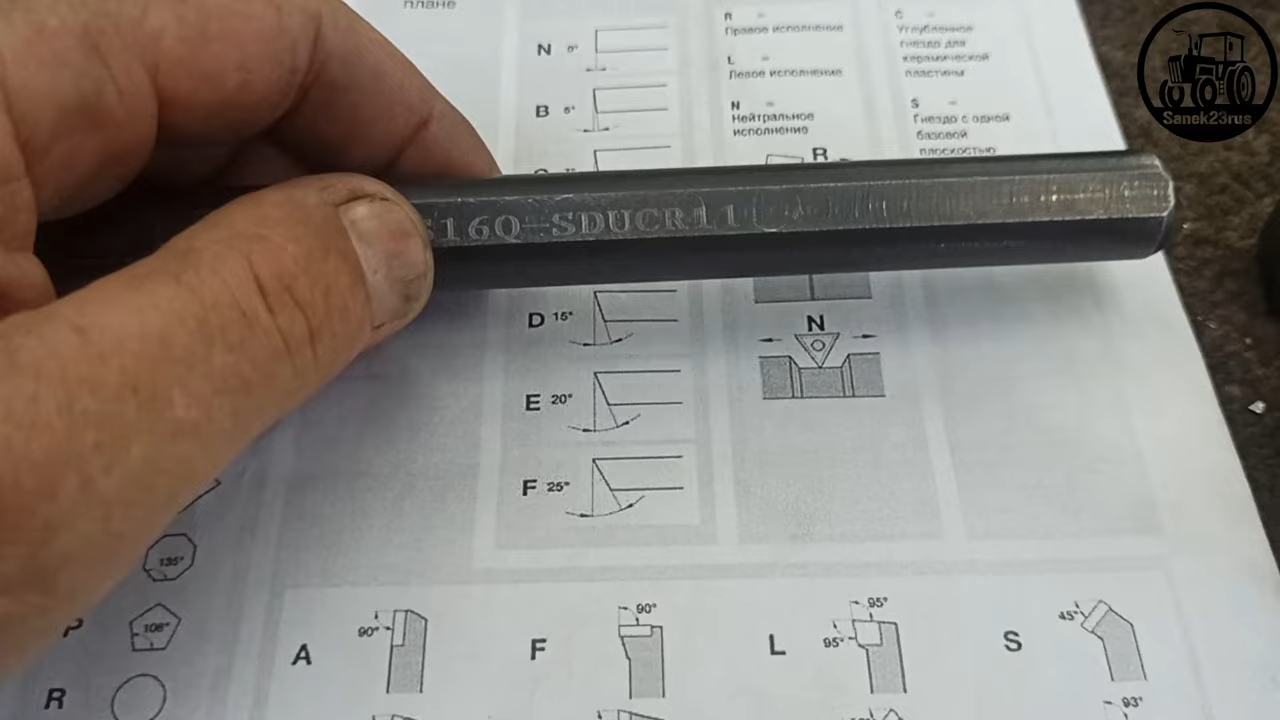 плане
N 0°
B 5°
R =
Правое исполнение
L =
Левое исполнение
N =
Нейтральное
исполнение
R
C =
Углубленное
гнездо для
керамической
пластины
S =
Гнездо с одной
базовой
плоскостью
Sanek23rus
S16Q-SDUCR11
D 15°
E 20°
F 25°
N
135°
P 108°
R
A 90°
F 90°
L 95° 95°
S 45°
93°